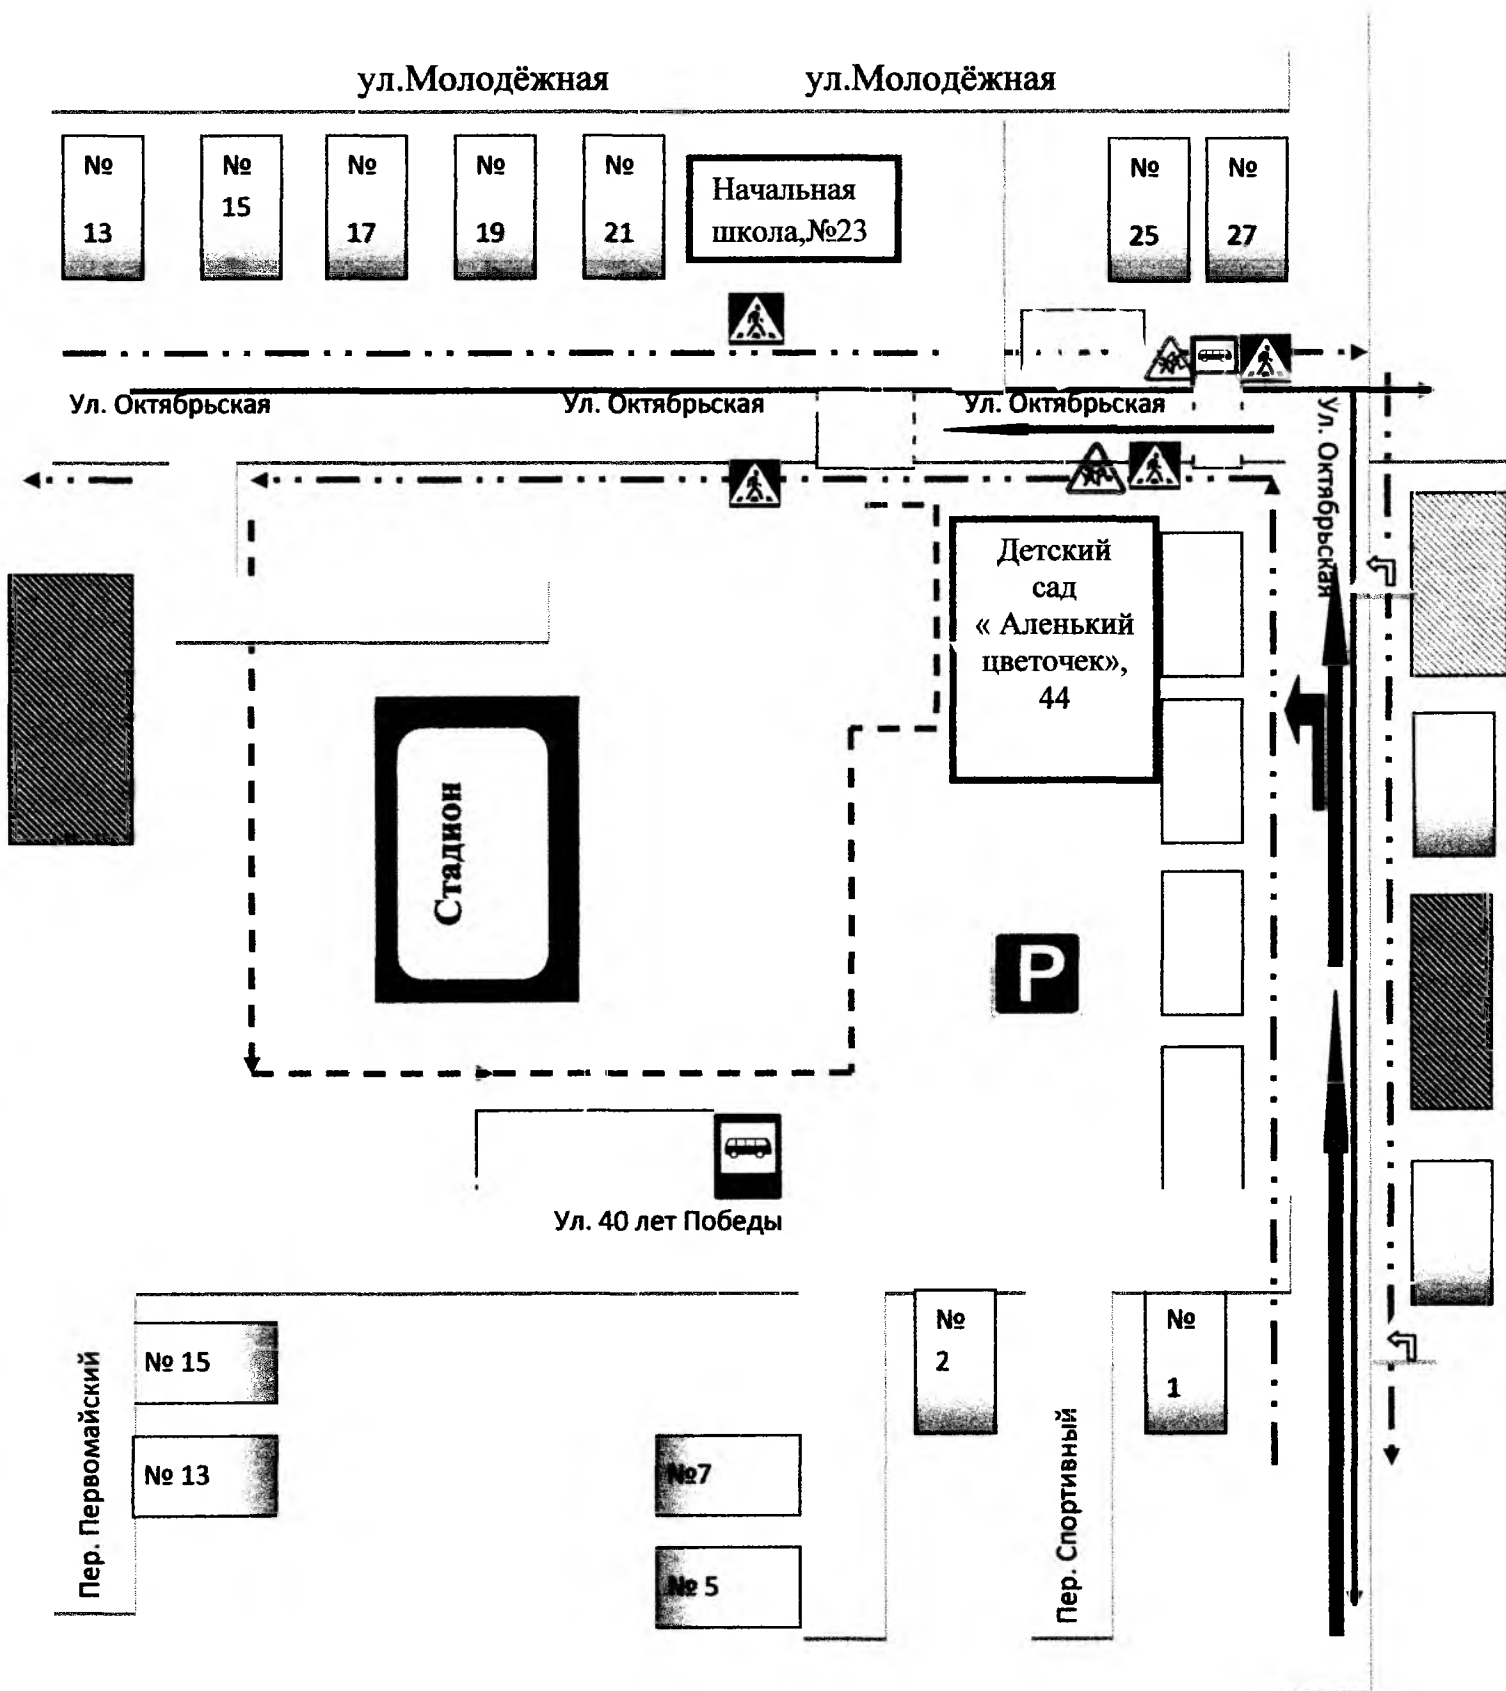 ул.Молодёжная
ул.Молодёжная
№
13
№
15
№
17
№
19
№
21
Начальная
школа,№23
№
25
№
27
Ул. Октябрьская
Ул. Октябрьская
Ул. Октябрьская
Ул. Октябрьская
Детский
сад
« Аленький
цветочек»,
44
Стадион
P
Ул. 40 лет Победы
Пер. Первомайский
№ 15
№ 13
№7
№ 5
№
2
Пер. Спортивный
№
1